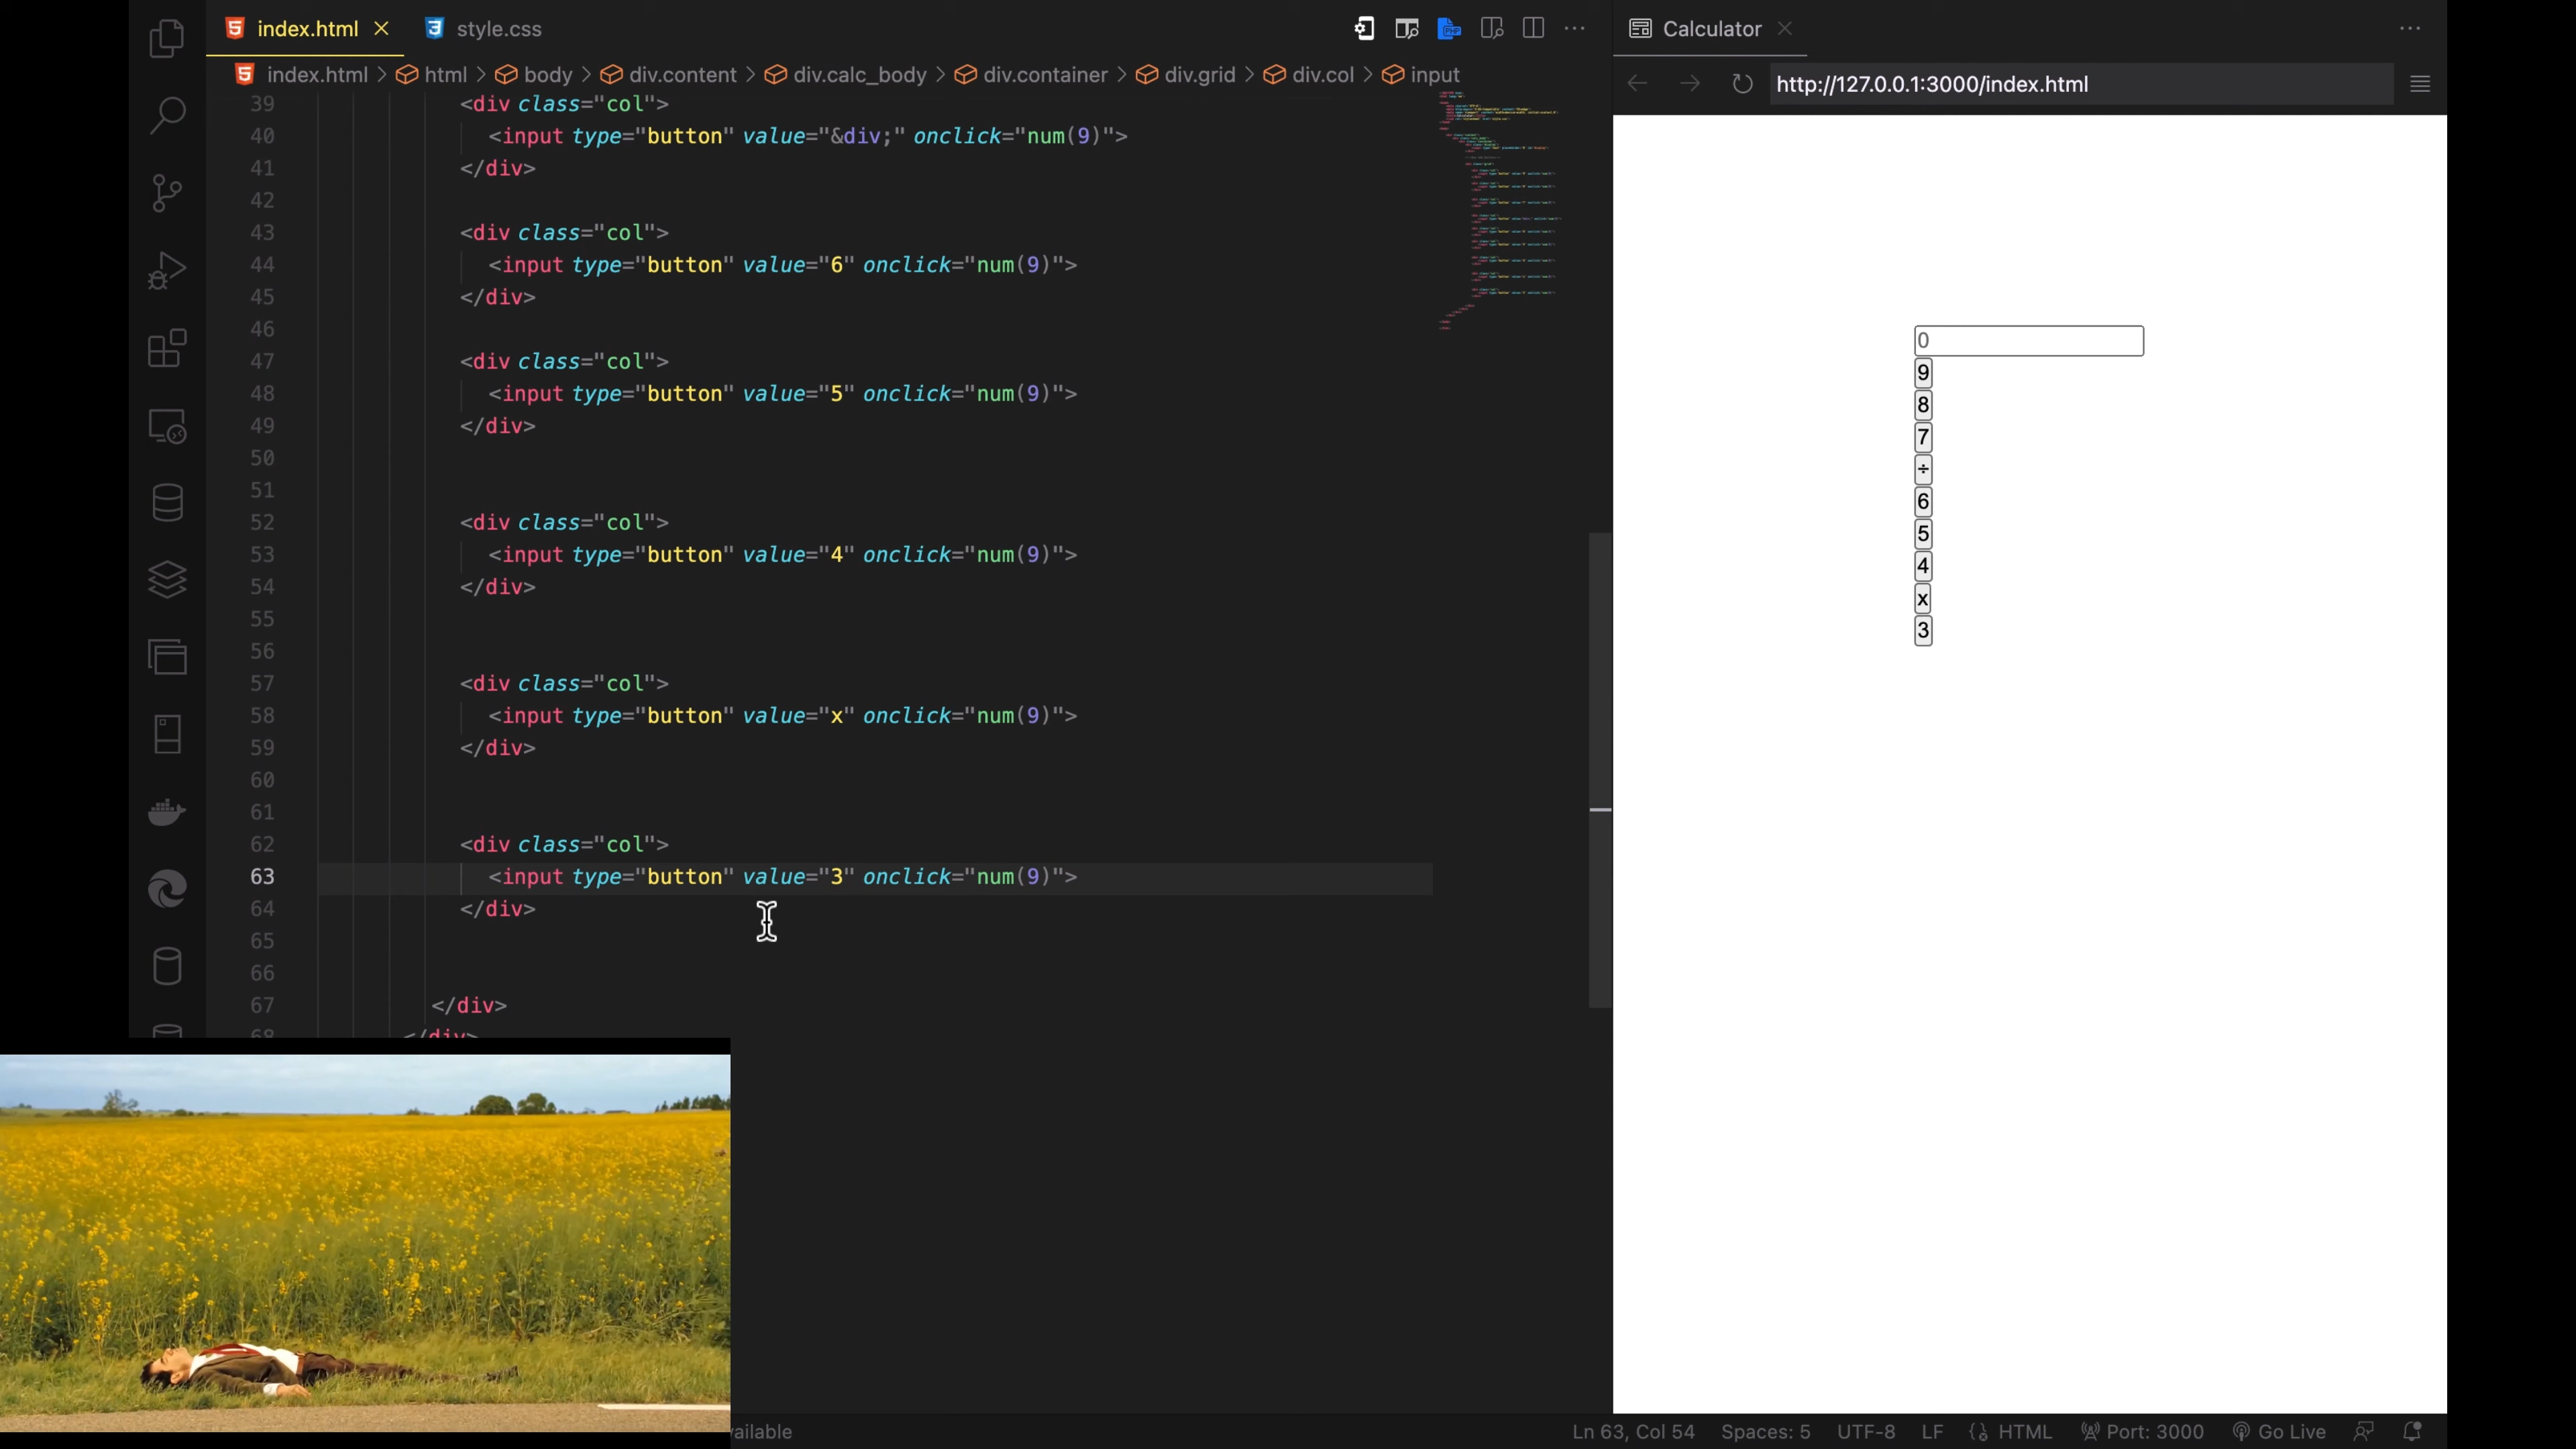 index.html
style.css
index.html > html > body > div.content > div.calc_body > div.container > div.grid > div.col > input
39 <div class="col">
40 <input type="button" value="&div;" onclick="num(9)">
41 </div>
42
43 <div class="col">
44 <input type="button" value="6" onclick="num(9)">
45 </div>
46
47 <div class="col">
48 <input type="button" value="5" onclick="num(9)">
49 </div>
50
51
52 <div class="col">
53 <input type="button" value="4" onclick="num(9)">
54 </div>
55
56
57 <div class="col">
58 <input type="button" value="x" onclick="num(9)">
59 </div>
60
61
62 <div class="col">
63 <input type="button" value="3" onclick="num(9)">
64 </div>
65
66
67 </div>
68 </div>
Calculator
http://127.0.0.1:3000/index.html
0
9
8
7
÷
6
5
4
x
3
Ln 63, Col 54
Spaces: 5
UTF-8
LF
HTML
Port: 3000
Go Live